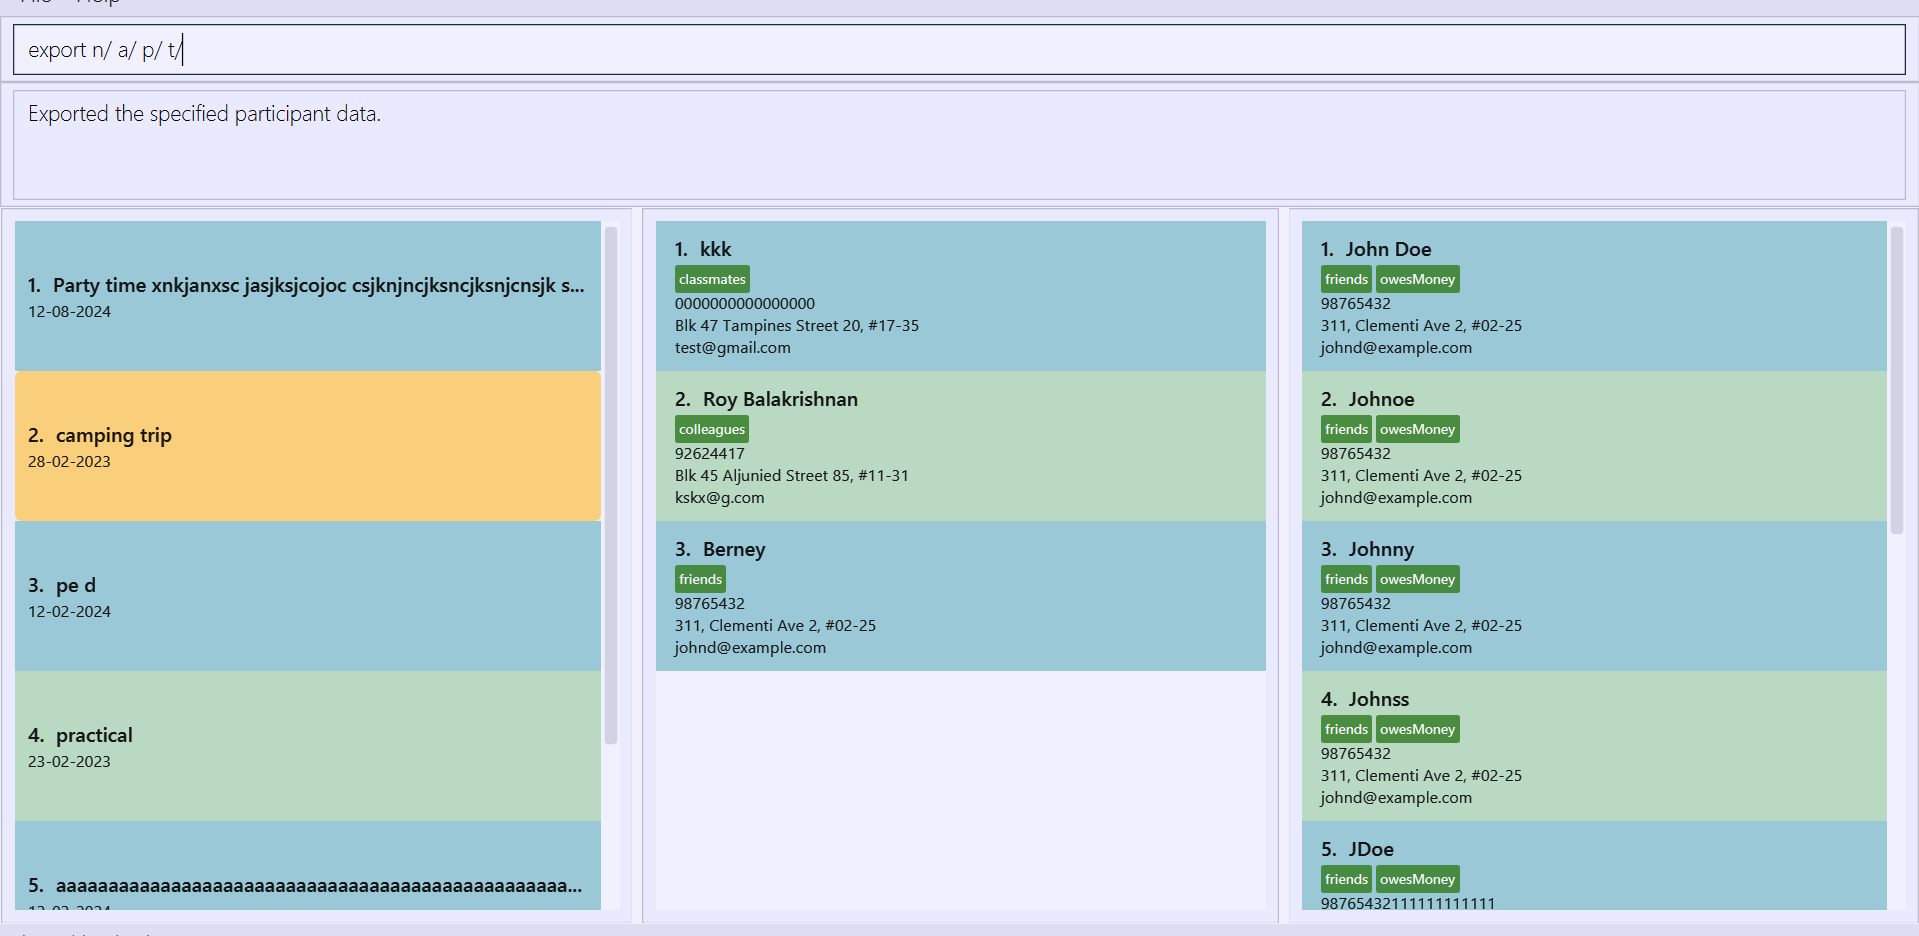 File Help
export n/ a/ p/ t/
Exported the specified participant data.
1. Party time xnkjanxsc jasjksjcojoc csjknjncjksncjksnjcnsjk s...
12-08-2024
2. camping trip
28-02-2023
3. pe d
12-02-2024
4. practical
23-02-2023
5.
1. kkk
classmates
0000000000000000
Blk 47 Tampines Street 20, #17-35
test@gmail.com
2. Roy Balakrishnan
colleagues
92624417
Blk 45 Aljunied Street 85, #11-31
kskx@g.com
3. Berney
friends
98765432
311, Clementi Ave 2, #02-25
johnd@example.com
1. John Doe
friends owesMoney
98765432
311, Clementi Ave 2, #02-25
johnd@example.com
2. Johnoe
friends owesMoney
98765432
311, Clementi Ave 2, #02-25
johnd@example.com
3. Johnny
friends owesMoney
98765432
311, Clementi Ave 2, #02-25
johnd@example.com
4. Johnss
friends owesMoney
98765432
311, Clementi Ave 2, #02-25
johnd@example.com
5. JDoe
friends owesMoney
98765432111111111111